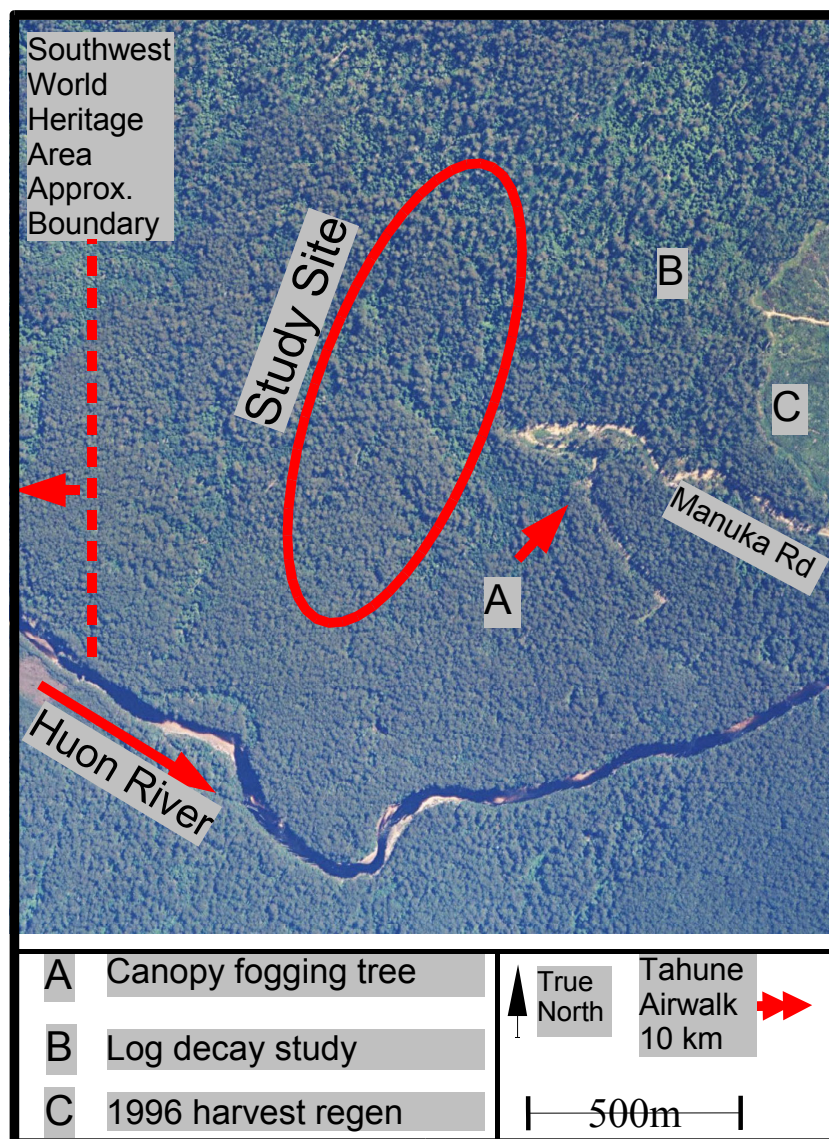 Southwest
World
Heritage
Area
Approx.
Boundary
Study Site
B
C
Manuka Rd
A
Huon River
A Canopy fogging tree
B Log decay study
C 1996 harvest regen
True
North
Tahune
Airwalk
10 km
500m